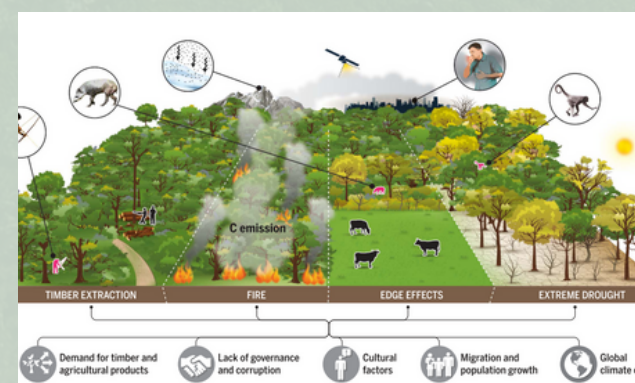 C emission
TIMBER EXTRACTION
FIRE
EDGE EFFECTS
EXTREME DROUGHT
Demand for timber and
agricultural products
Lack of governance
and corruption
Cultural
factors
Migration and
population growth
Global
climate c